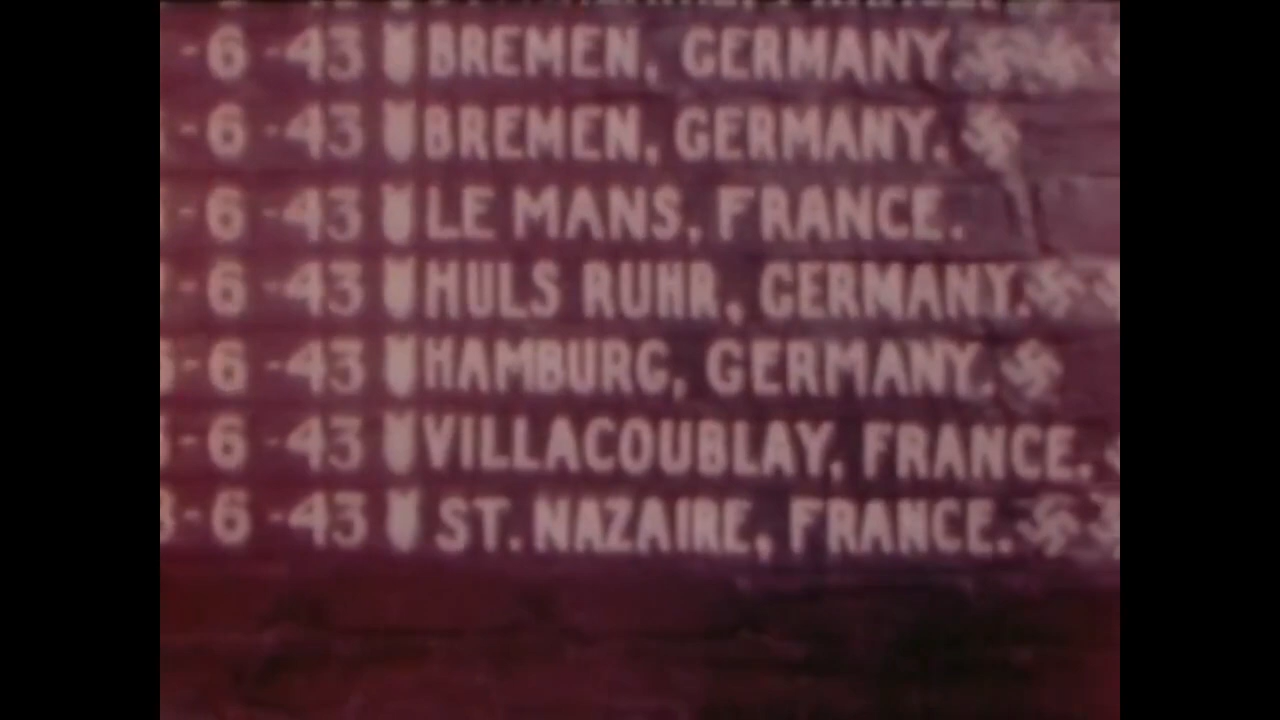 -6-43 BREMEN, GERMANY.
-6-43 BREMEN, GERMANY.
-6-43 LE MANS, FRANCE.
-6-43 HULS RUHR, GERMANY.
-6-43 HAMBURG, GERMANY.
-6-43 VILLACOUBLAY, FRANCE.
-6-43 ST. NAZAIRE, FRANCE.